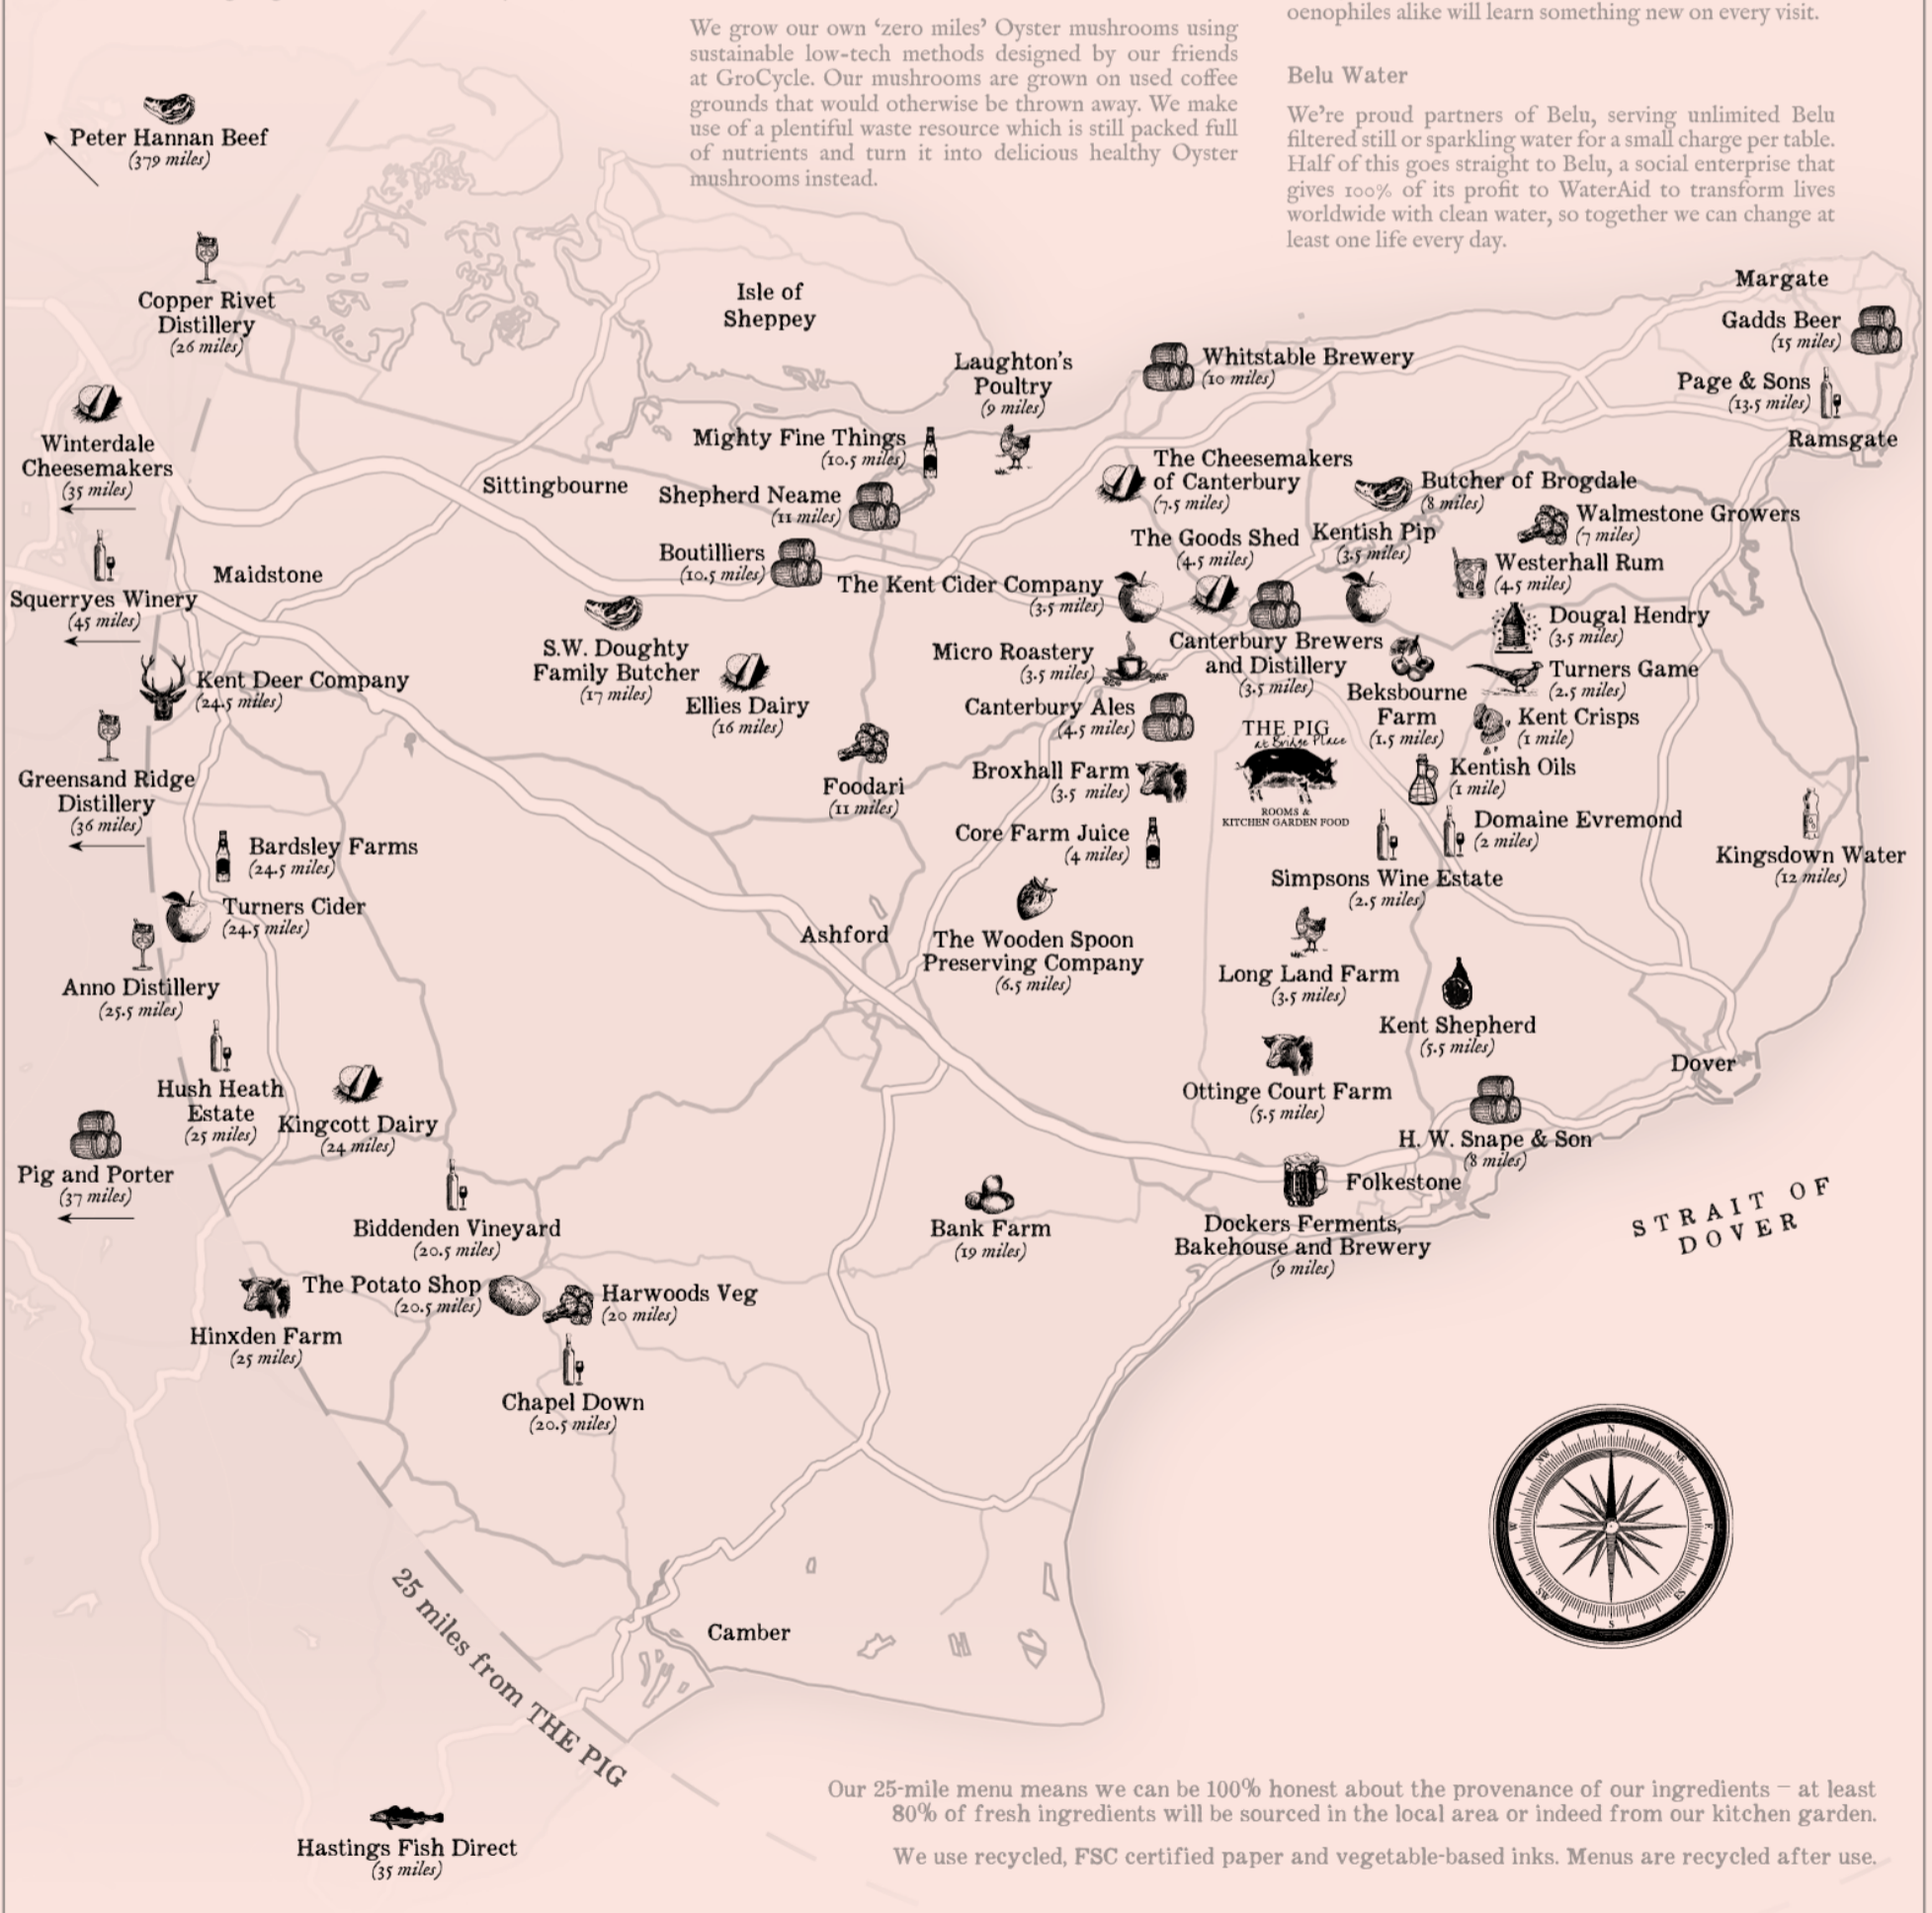 We grow our own ‘zero miles’ Oyster mushrooms using
sustainable low-tech methods designed by our friends
at GroCycle. Our mushrooms are grown on used coffee
grounds that would otherwise be thrown away. We make
use of a plentiful waste resource which is still packed full
of nutrients and turn it into delicious healthy Oyster
mushrooms instead.
oenophiles alike will learn something new on every visit.
Belu Water
We're proud partners of Belu, serving unlimited Belu
filtered still or sparkling water for a small charge per table.
Half of this goes straight to Belu, a social enterprise that
gives 100% of its profit to WaterAid to transform lives
worldwide with clean water, so together we can change at
least one life every day.
Peter Hannan Beef
(379 miles)
Copper Rivet
Distillery
(26 miles)
Isle of
Sheppey
Margate
Gadds Beer
(15 miles)
Laughton's
Poultry
(9 miles)
Whitstable Brewery
(10 miles)
Page & Sons
(13.5 miles)
Ramsgate
Winterdale
Cheesemakers
(35 miles)
Mighty Fine Things
(10.5 miles)
Sittingbourne
Shepherd Neame
(11 miles)
The Cheesemakers
of Canterbury
(7.5 miles)
Butcher of Brogdale
(8 miles)
Walmestone Growers
(7 miles)
The Goods Shed
(4.5 miles)
Kentish Pip
(3.5 miles)
Westerhall Rum
(4.5 miles)
Boutilliers
(10.5 miles)
Maidstone
The Kent Cider Company
(3.5 miles)
Squerryes Winery
(45 miles)
Dougal Hendry
(3.5 miles)
S.W. Doughty
Family Butcher
(17 miles)
Micro Roastery
(3.5 miles)
Canterbury Brewers
and Distillery
(3.5 miles)
Turners Game
(2.5 miles)
Kent Deer Company
(24.5 miles)
Ellies Dairy
(16 miles)
Canterbury Ales
(4.5 miles)
Beksbourne
Farm
(1.5 miles)
Kent Crisps
(1 mile)
THE PIG
at Bridge Place
ROOMS &
KITCHEN GARDEN FOOD
Greensand Ridge
Distillery
(36 miles)
Foodari
(11 miles)
Broxhall Farm
(3.5 miles)
Kentish Oils
(1 mile)
Core Farm Juice
(4 miles)
Domaine Evremond
(2 miles)
Kingsdown Water
(12 miles)
Bardsley Farms
(24.5 miles)
Simpsons Wine Estate
(2.5 miles)
Turners Cider
(24.5 miles)
Ashford
The Wooden Spoon
Preserving Company
(6.5 miles)
Long Land Farm
(3.5 miles)
Anno Distillery
(25.5 miles)
Kent Shepherd
(5.5 miles)
Dover
Hush Heath
Estate
(25 miles)
Kingcott Dairy
(24 miles)
Ottinge Court Farm
(5.5 miles)
H. W. Snape & Son
(8 miles)
Pig and Porter
(37 miles)
Folkestone
Biddenden Vineyard
(20.5 miles)
Bank Farm
(19 miles)
Dockers Ferments,
Bakehouse and Brewery
(9 miles)
STRAIT OF
DOVER
The Potato Shop
(20.5 miles)
Harwoods Veg
(20 miles)
Hinxden Farm
(25 miles)
Chapel Down
(20.5 miles)
N
NE
E
ES
S
SW
W
NW
25 miles from THE PIG
Camber
Our 25-mile menu means we can be 100% honest about the provenance of our ingredients – at least
80% of fresh ingredients will be sourced in the local area or indeed from our kitchen garden.
We use recycled, FSC certified paper and vegetable-based inks. Menus are recycled after use.
Hastings Fish Direct
(35 miles)